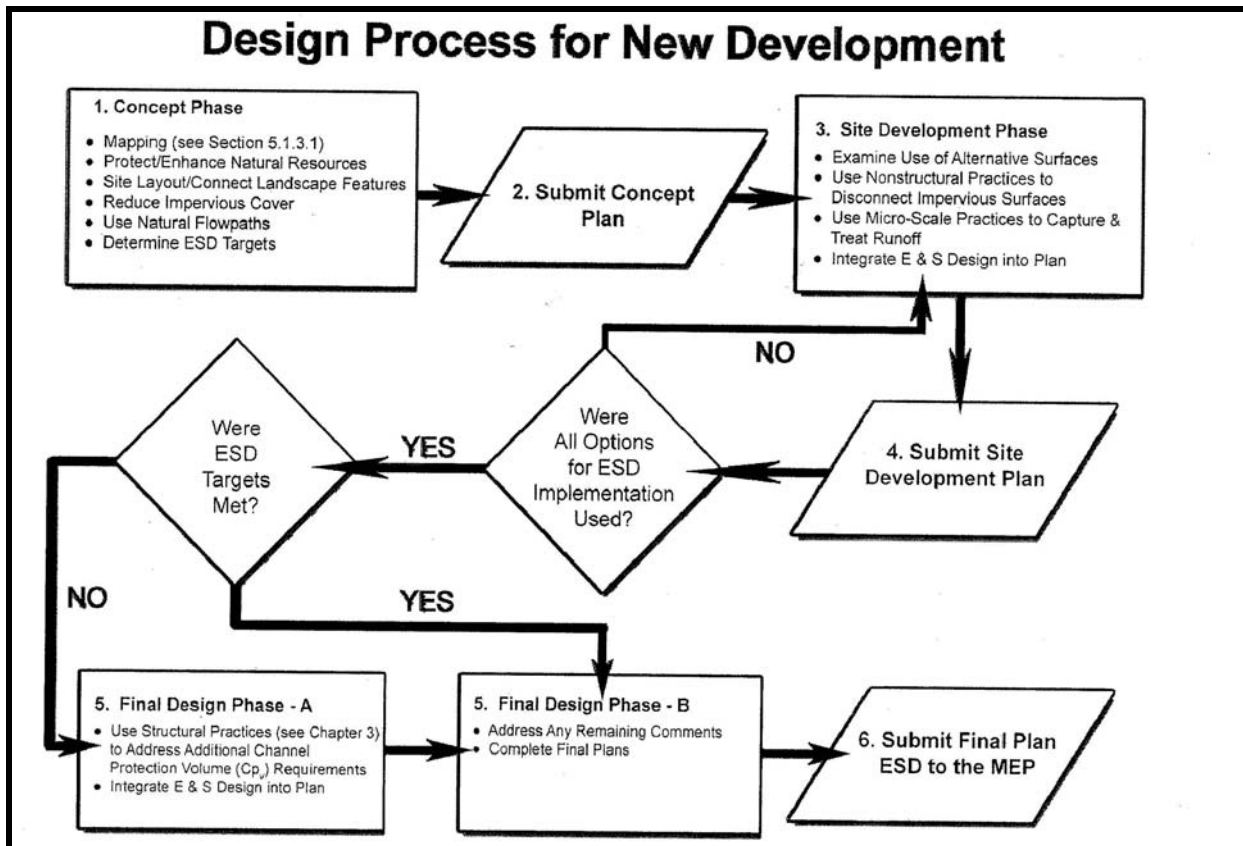 Design Process for New Development
1. Concept Phase
• Mapping (see Section 5.1.3.1)
• Protect/Enhance Natural Resources
• Site Layout/Connect Landscape Features
• Reduce Impervious Cover
• Use Natural Flowpaths
• Determine ESD Targets
2. Submit Concept
Plan
3. Site Development Phase
• Examine Use of Alternative Surfaces
• Use Nonstructural Practices to
Disconnect Impervious Surfaces
• Use Micro-Scale Practices to Capture &
Treat Runoff
• Integrate E & S Design into Plan
NO
4. Submit Site
Development Plan
Were
All Options
for ESD
Implementation
Used?
YES
Were
ESD
Targets
Met?
NO
YES
5. Final Design Phase - A
• Use Structural Practices (see Chapter 3)
to Address Additional Channel
Protection Volume (Cpv) Requirements
• Integrate E & S Design into Plan
5. Final Design Phase - B
• Address Any Remaining Comments
• Complete Final Plans
6. Submit Final Plan
ESD to the MEP